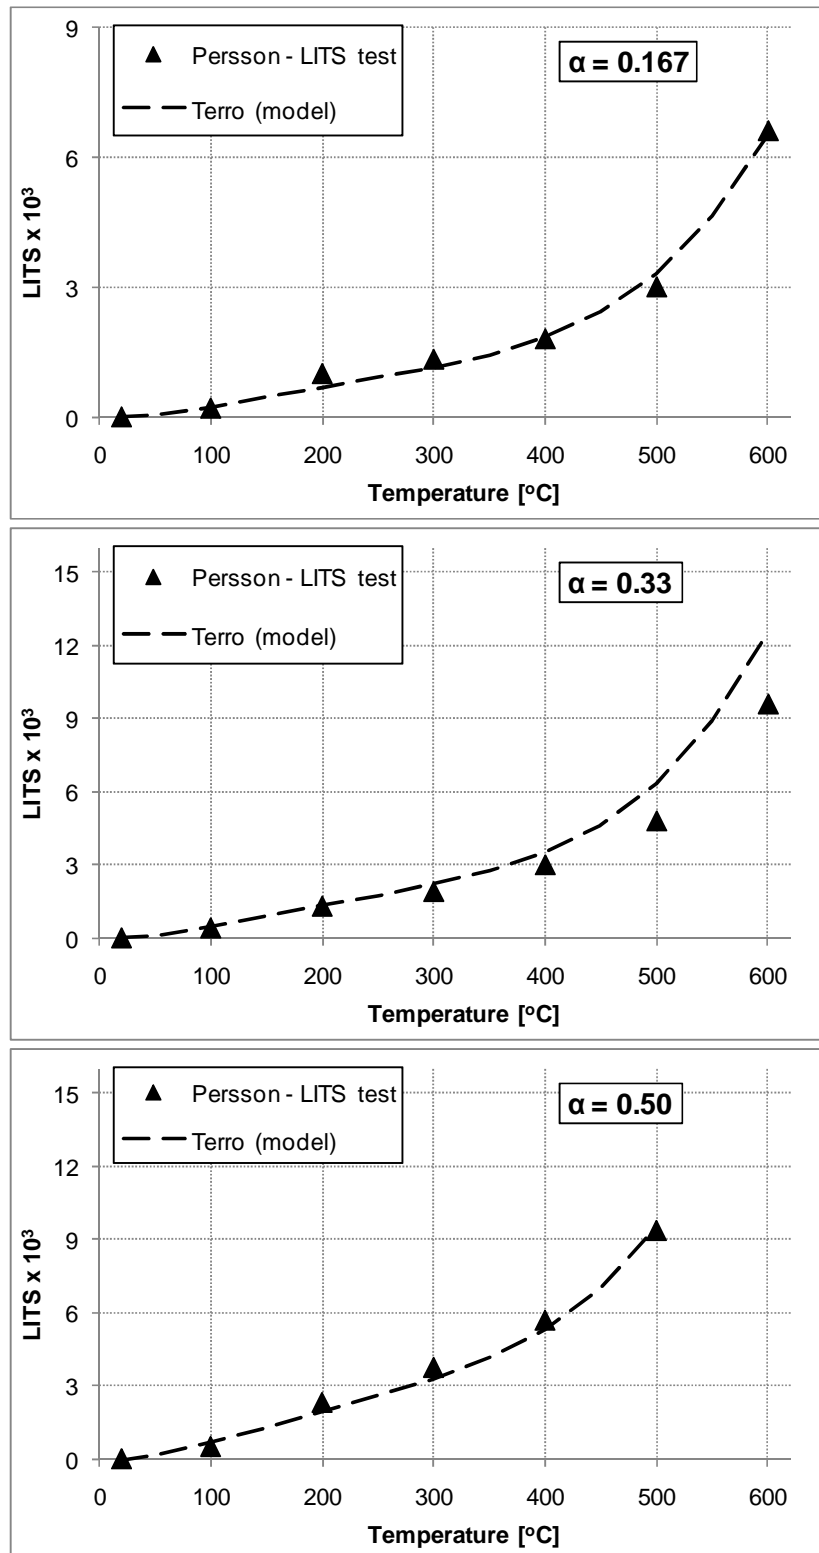 9
6
3
0
LITS x 10³
Persson - LITS test
Terro (model)
α = 0.167
0 100 200 300 400 500 600
Temperature [°C]
15
12
9
6
3
0
LITS x 10³
Persson - LITS test
Terro (model)
α = 0.33
0 100 200 300 400 500 600
Temperature [°C]
15
12
9
6
3
0
LITS x 10³
Persson - LITS test
Terro (model)
α = 0.50
0 100 200 300 400 500 600
Temperature [°C]